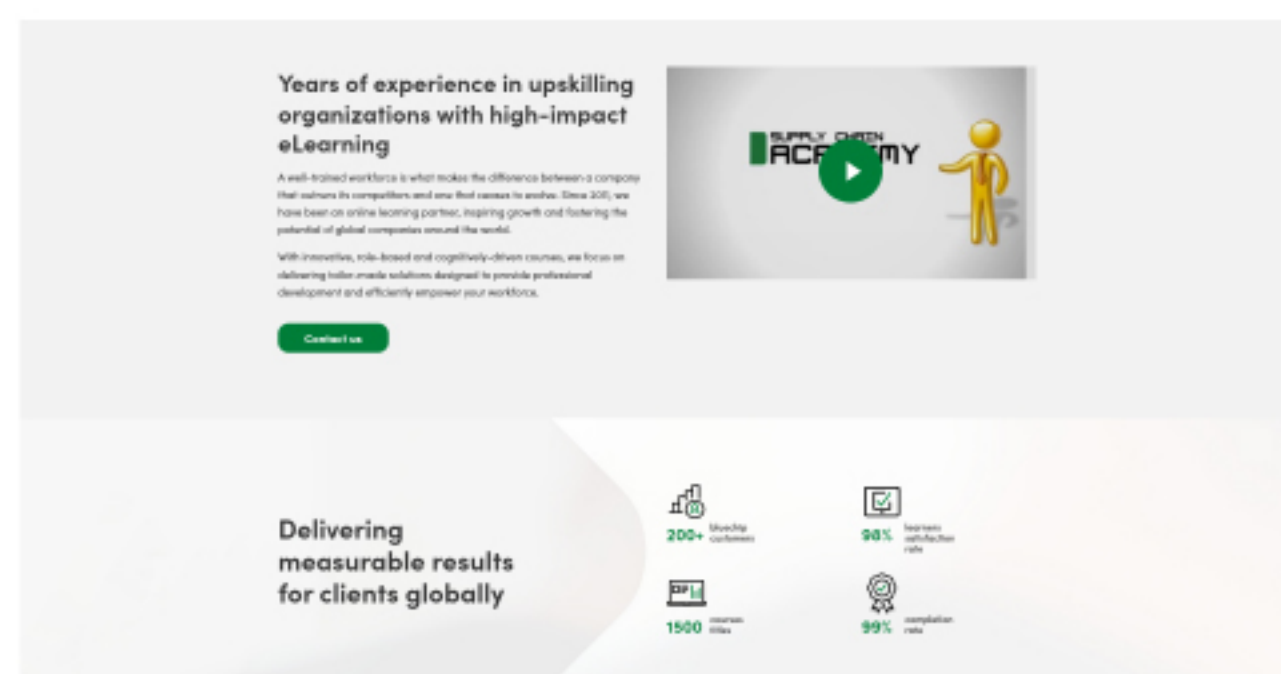 Years of experience in upskilling
organizations with high-impact
eLearning
A well-trained workforce is what makes the difference between a company
that outruns its competitors and one that ceases to evolve. Since 2011, we
have been an online learning partner, inspiring growth and fostering the
potential of global companies around the world.
With innovative, role-based and cognitively-driven courses, we focus on
delivering tailor-made solutions designed to provide professional
development and efficiently empower your workforce.
Contact us
SUPPLY CHAIN
Delivering
measurable results
for clients globally
200+ bluechip
customers
98% learners
satisfaction
rate
1500 courses
titles
99% completion
rate